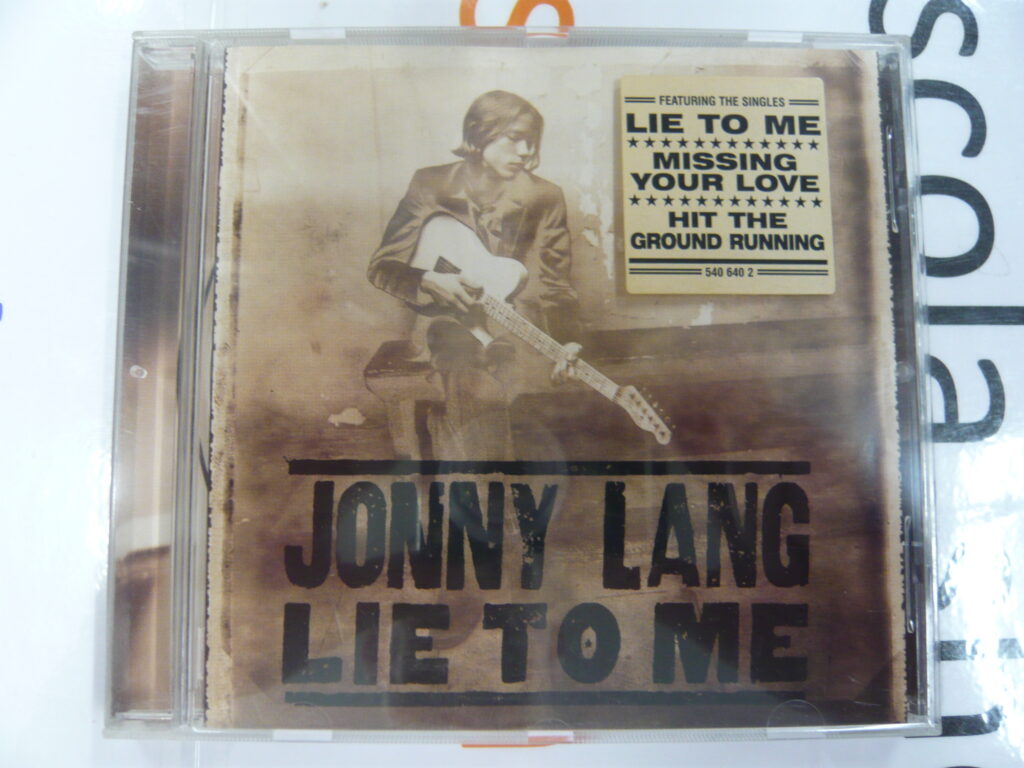 FEATURING THE SINGLES
LIE TO ME
MISSING
YOUR LOVE
HIT THE
GROUND RUNNING
540 640 2
JONNY LANG
LIE TO ME